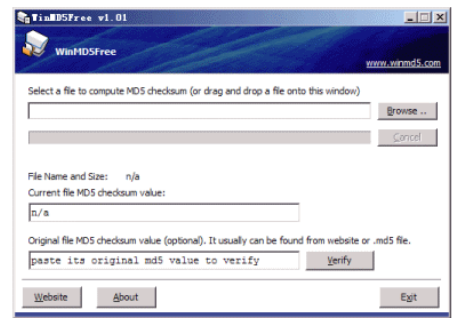 WinMD5Free v1.01
WinMD5Free
www.winmd5.com
Select a file to compute MD5 checksum (or drag and drop a file onto this window)
Browse ..
Cancel
File Name and Size: n/a
Current file MD5 checksum value:
n/a
Original file MD5 checksum value (optional). It usually can be found from website or .md5 file.
paste its original md5 value to verify Verify
Website About Exit